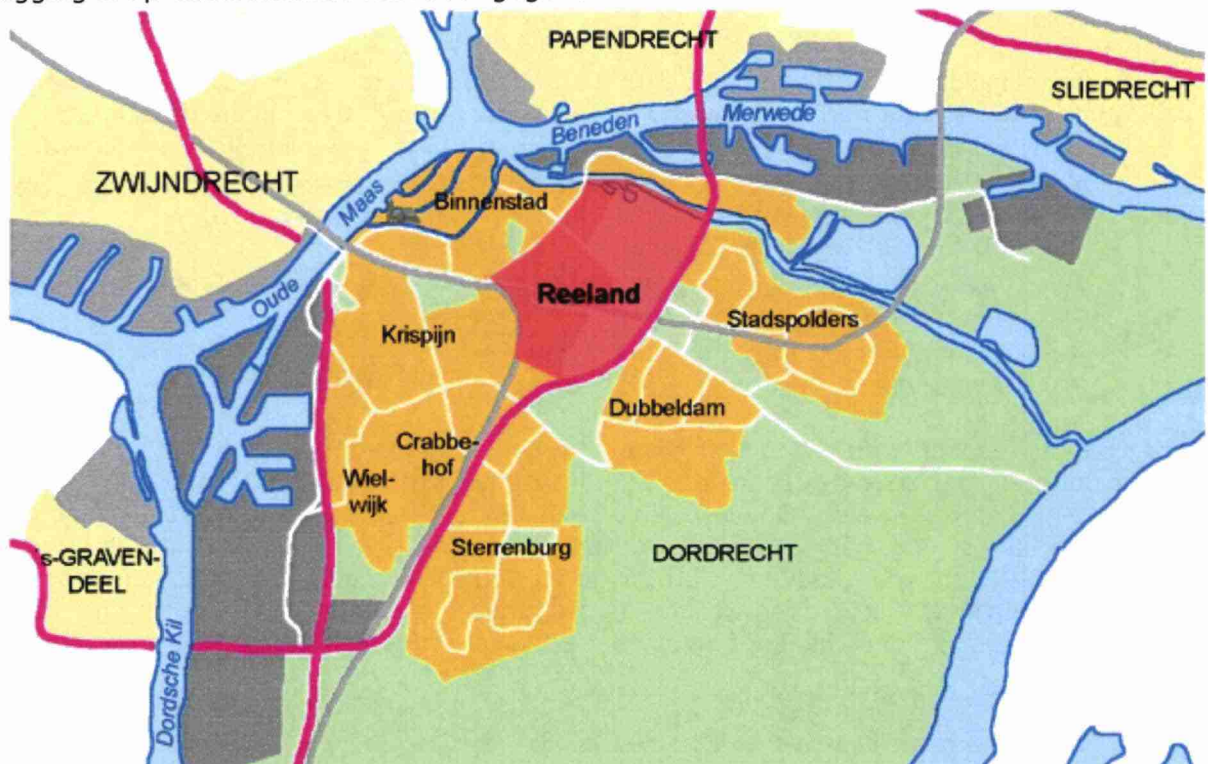 PAPENDRECHT
SLIEDRECHT
Beneden
Merwede
ZWIJNDRECHT
Maas
Binnenstad
Oude
Reeland
Krispijn
Stadspolders
Dubbeldam
Crabbe-
hof
Wiel-
wijk
Sterrenburg
DORDRECHT
's-GRAVEN-
DEEL
Dordsche Kil